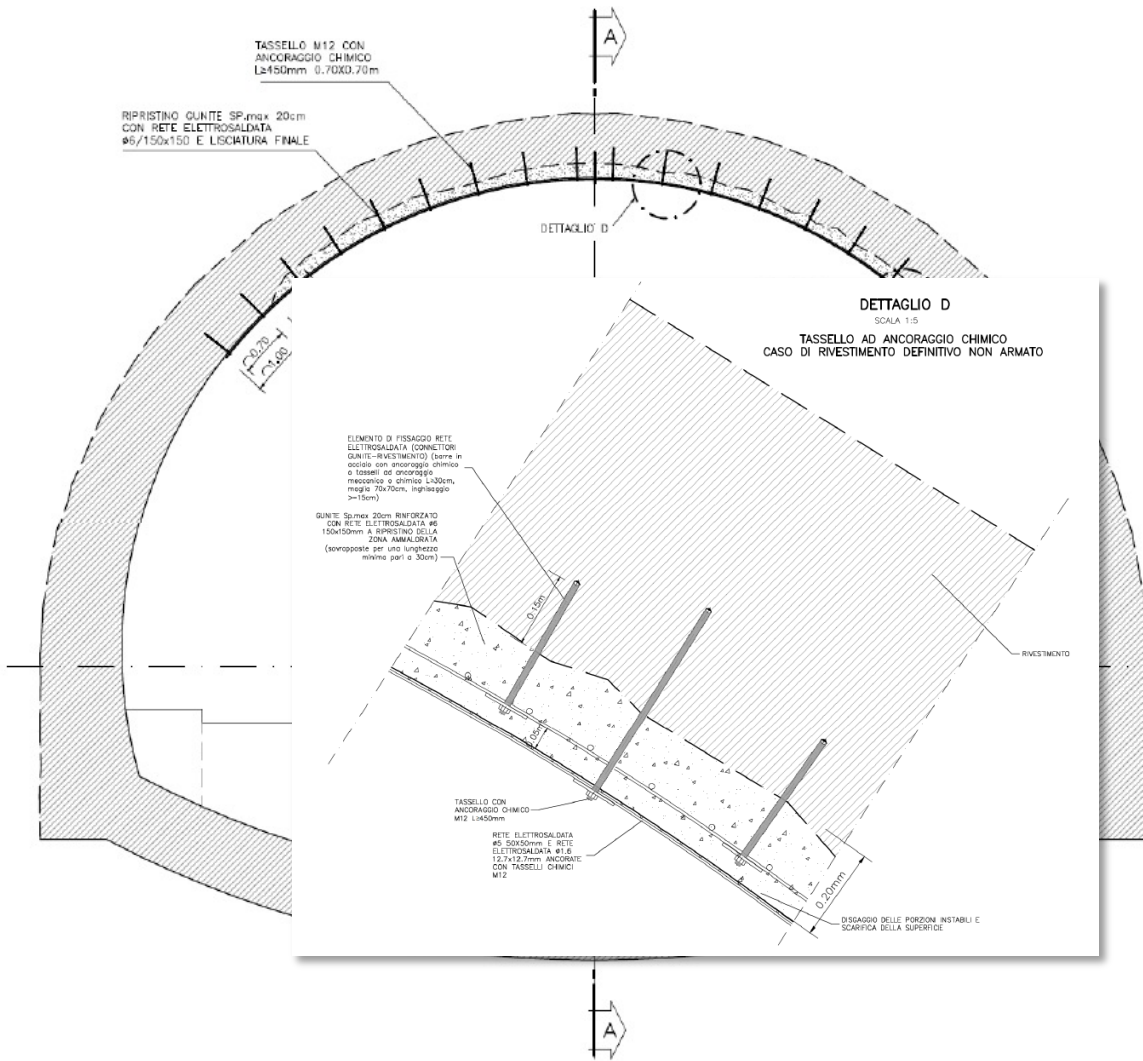 A
TASSELLO M12 CON
ANCORAGGIO CHIMICO
L≥450mm 0.70X0.70m
RIPRISTINO GUNITE SP.max 20cm
CON RETE ELETTROSALDATA
ø6/150x150 E LISCIATURA FINALE
DETTAGLIO D
0.70
1.00
DETTAGLIO D
SCALA 1:5
TASSELLO AD ANCORAGGIO CHIMICO
CASO DI RIVESTIMENTO DEFINITIVO NON ARMATO
ELEMENTO DI FISSAGGIO RETE
ELETTROSALDATA (CONNETTORI
GUNITE-RIVESTIMENTO) (barre in
acciaio con ancoraggio chimico
o tasselli ad ancoraggio
meccanico o chimico L≥30cm,
maglia 70x70cm, inghisaggio
>=15cm)
GUNITE Sp.max 20cm RINFORZATO
CON RETE ELETTROSALDATA ø6
150x150mm A RIPRISTINO DELLA
ZONA AMMALORATA
(sovrapposte per una lunghezza
minima pari a 30cm)
0.15m
RIVESTIMENTO
0.05m
TASSELLO CON
ANCORAGGIO CHIMICO
M12 L≥450mm
RETE ELETTROSALDATA
ø5 50X50mm E RETE
ELETTROSALDATA ø1.6
12.7x12.7mm ANCORATE
CON TASSELLI CHIMICI
M12
0.20mm
DISGAGGIO DELLE PORZIONI INSTABILI E
SCARIFICA DELLA SUPERFICIE
A